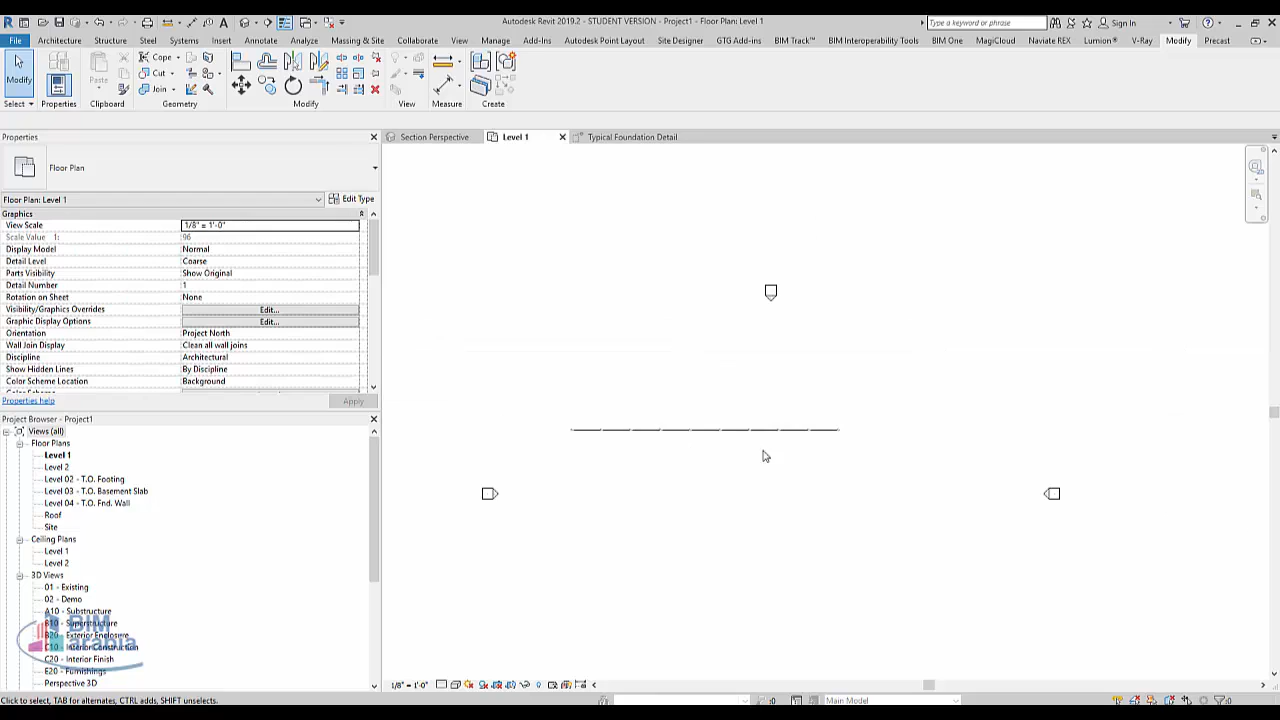 Autodesk Revit 2019.2 - STUDENT VERSION - Project1 - Floor Plan: Level 1
Type a keyword or phrase
Sign In
File Architecture Structure Steel Systems Insert Annotate Analyze Massing & Site Collaborate View Manage Add-Ins Autodesk Point Layout Site Designer CTG Add-ins BIM Track™ BIM Interoperability Tools BIM One MagiCloud Naviate REX Lumion® V-Ray Modify Precast
Modify Paste Cope
Cut
Join
Select Properties Clipboard Geometry Modify View Measure Create
Properties
Section Perspective Level 1 Typical Foundation Detail
Floor Plan
Floor Plan: Level 1 Edit Type
Graphics
View Scale 1/8" = 1'-0"
Scale Value 1: 96
Display Model Normal
Detail Level Coarse
Parts Visibility Show Original
Detail Number 1
Rotation on Sheet None
Visibility/Graphics Overrides Edit...
Graphic Display Options Edit...
Orientation Project North
Wall Join Display Clean all wall joins
Discipline Architectural
Show Hidden Lines By Discipline
Color Scheme Location Background
Properties help Apply
Project Browser - Project1
Views (all)
Floor Plans
Level 1
Level 2
Level 02 - T.O. Footing
Level 03 - T.O. Basement Slab
Level 04 - T.O. Fnd. Wall
Roof
Site
Ceiling Plans
Level 1
Level 2
3D Views
01 - Existing
02 - Demo
A10 - Substructure
B10 - Superstructure
B20 - Exterior Enclosure
C10 - Interior Construction
C20 - Interior Finish
E20 - Furnishings
Perspective 3D
BIM
arabia
1/8" = 1'-0"
Click to select, TAB for alternates, CTRL adds, SHIFT unselects.
:0
Main Model
:0